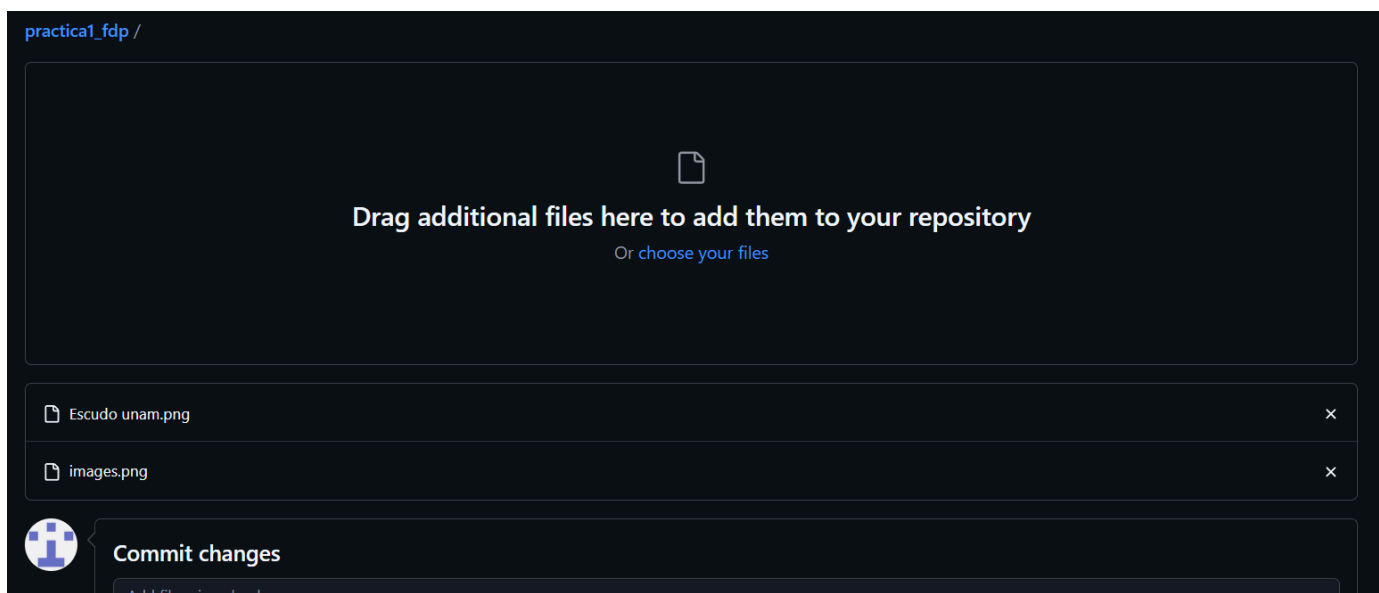 practica1_fdp /
Drag additional files here to add them to your repository
Or choose your files
Escudo unam.png
images.png
Commit changes